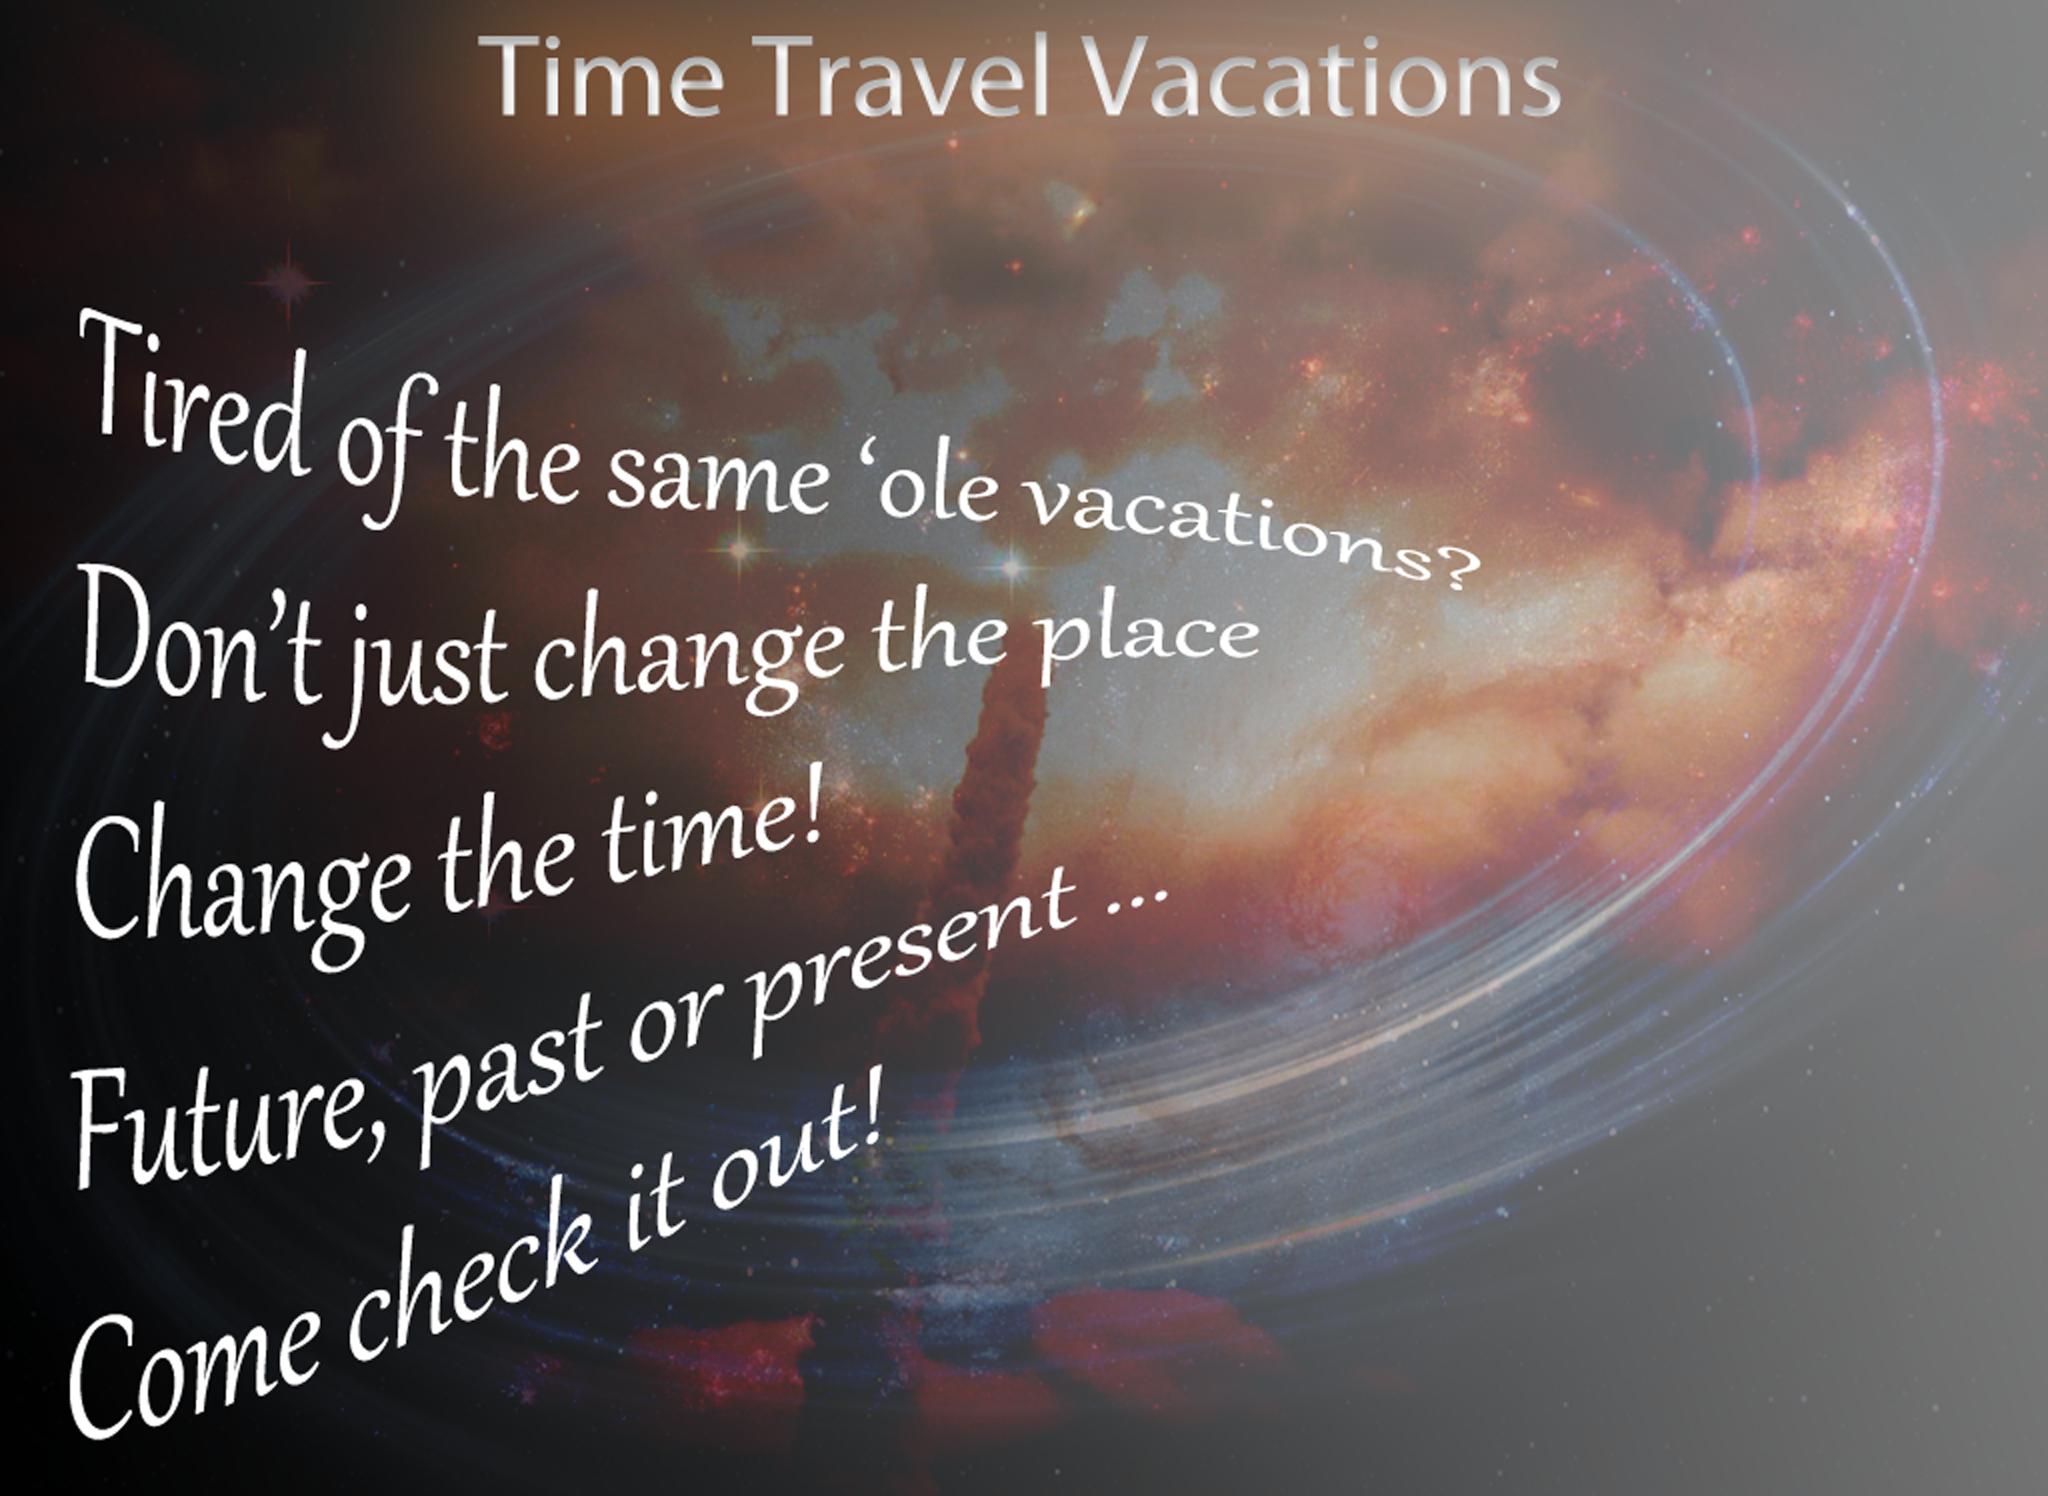 Time Travel Vacations
Tired of the same ‘ole vacations?
Don’t just change the place
Change the time!
Future, past or present ...
Come check it out!